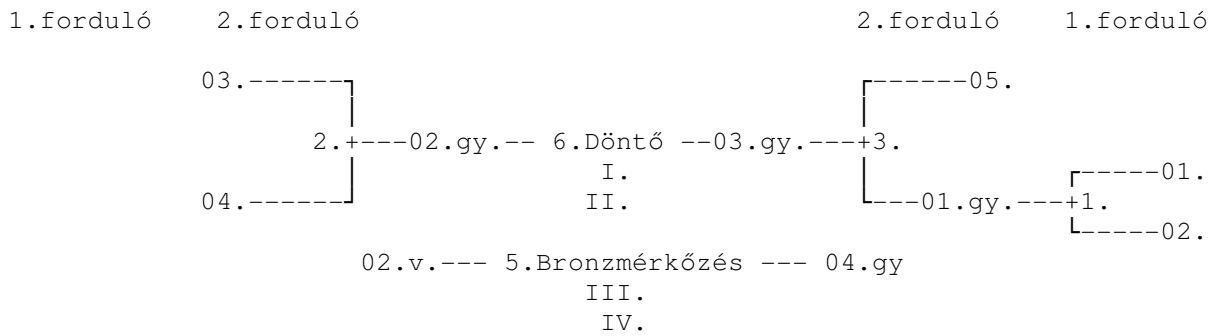 1.forduló 2.forduló 2.forduló 1.forduló
03.------┐ ┌------05.
2.+---02.gy.-- 6.Döntő --03.gy.---+3.
I. ┌-----01.
04.------┘ II. └---01.gy.---+1.
└-----02.
02.v.--- 5.Bronzmérkőzés --- 04.gy
III.
IV.